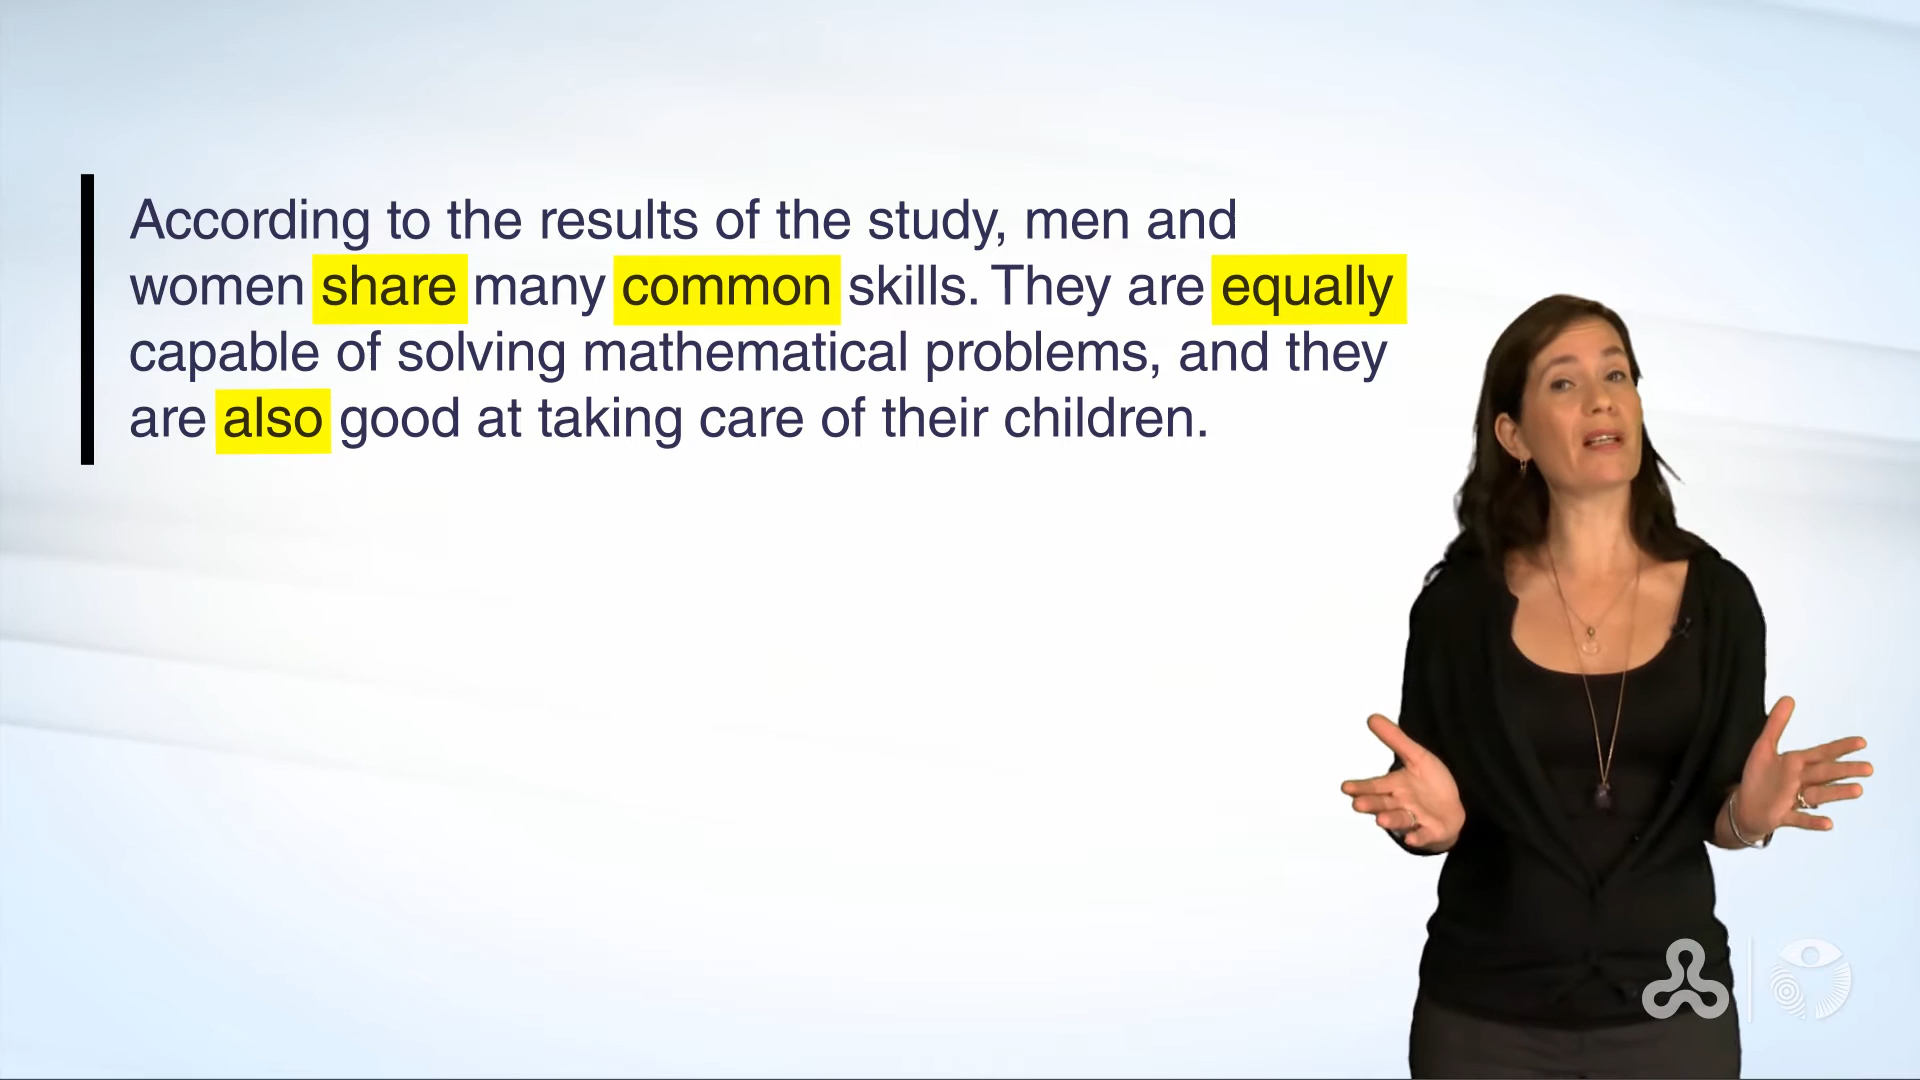 According to the results of the study, men and
women share many common skills. They are equally
capable of solving mathematical problems, and they
are also good at taking care of their children.